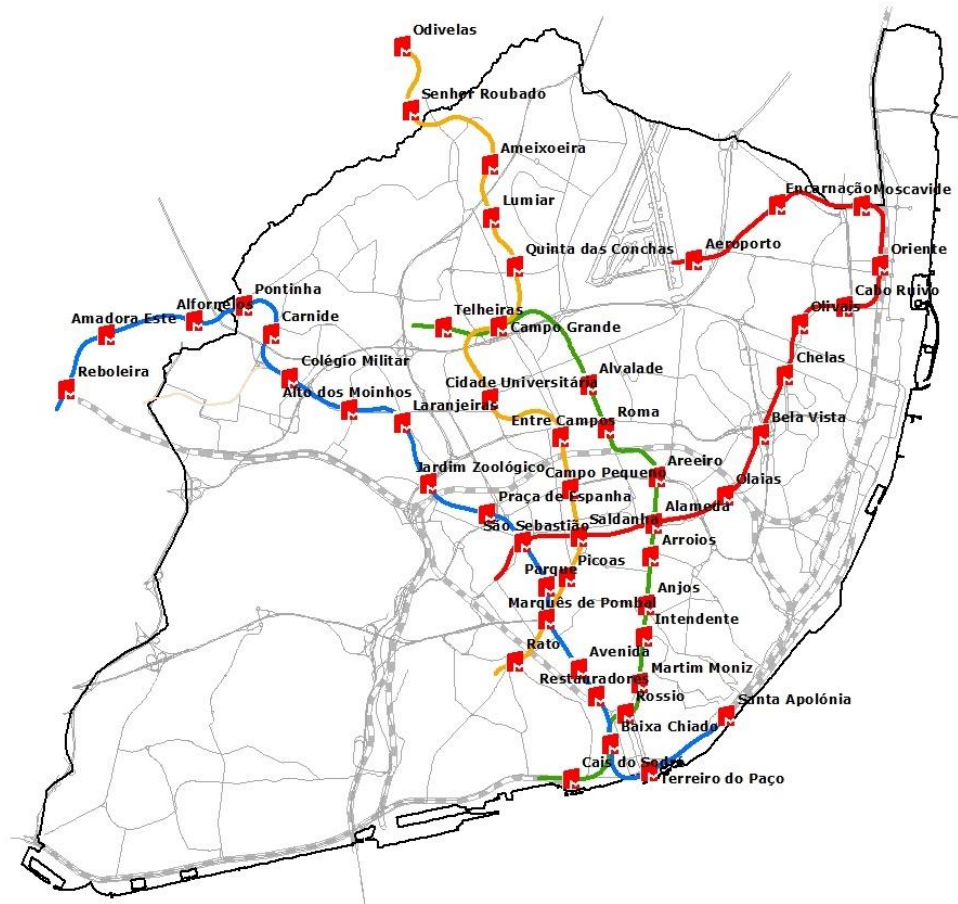 Odivelas
Senhor Roubado
Ameixoeira
Encarnação
Moscavide
Lumiar
Quinta das Conchas
Aeroporto
Oriente
Pontinha
Cabo Ruivo
Alfornelos
Amadora Este
Carnide
Telheiras
Campo Grande
Olivais
Colégio Militar
Chelas
Reboleira
Alvalade
Cidade Universitária
Alto dos Moinhos
Laranjeiras
Entre Campos
Roma
Bela Vista
Areeiro
Jardim Zoológico
Campo Pequeno
Olaias
Praça de Espanha
Alameda
São Sebastião
Saldanha
Arroios
Parque
Picoas
Anjos
Marquês de Pombal
Intendente
Rato
Avenida
Martim Moniz
Restauradores
Rossio
Santa Apolónia
Baixa Chiado
Cais do Sodré
Terreiro do Paço